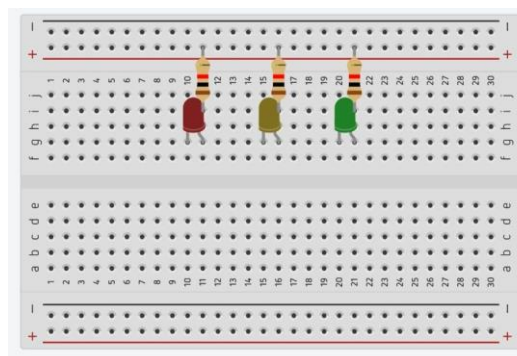 − −
+ +
1 2 3 4 5 6 7 8 9 10 11 12 13 14 15 16 17 18 19 20 21 22 23 24 25 26 27 28 29 30
j j
i i
h h
g g
f f
e e
d d
c c
b b
a a
1 2 3 4 5 6 7 8 9 10 11 12 13 14 15 16 17 18 19 20 21 22 23 24 25 26 27 28 29 30
− −
+ +